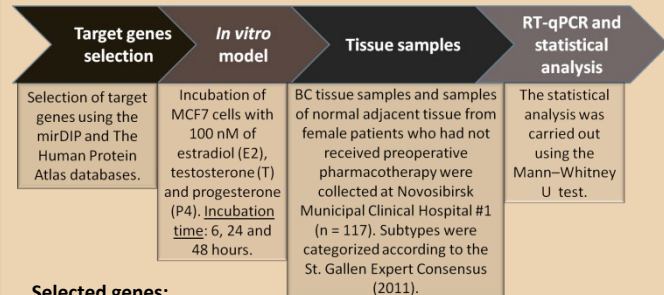 Target genes
selection
In vitro
model
Tissue samples
RT-qPCR and
statistical
analysis
Selection of target
genes using the
mirDIP and The
Human Protein
Atlas databases.
Incubation of
MCF7 cells with
100 nM of
estradiol (E2),
testosterone (T)
and progesterone
(P4). Incubation
time: 6, 24 and
48 hours.
BC tissue samples and samples
of normal adjacent tissue from
female patients who had not
received preoperative
pharmacotherapy were
collected at Novosibirsk
Municipal Clinical Hospital #1
(n = 117). Subtypes were
categorized according to the
St. Gallen Expert Consensus
(2011).
The statistical
analysis was
carried out
using the
Mann–Whitney
U test.
Selected genes: